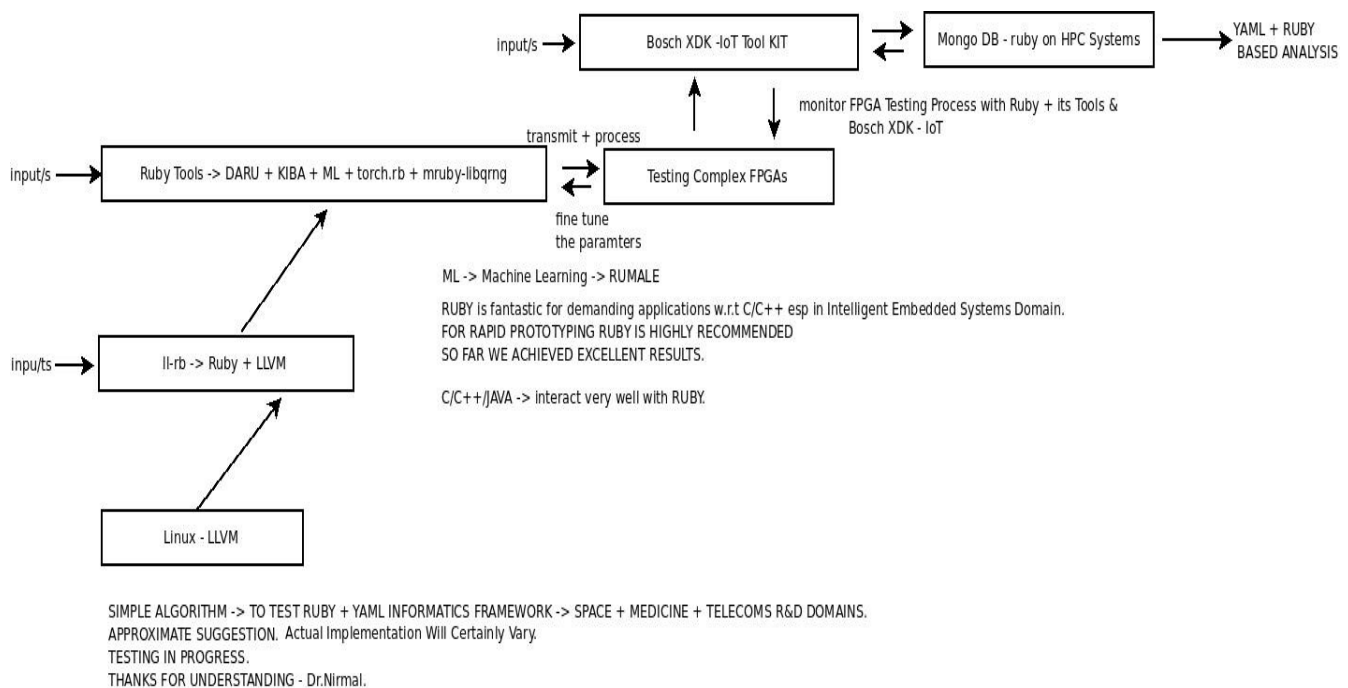 input/s
Bosch XDK -IoT Tool KIT
Mongo DB - ruby on HPC Systems
YAML + RUBY
BASED ANALYSIS
monitor FPGA Testing Process with Ruby + its Tools &
Bosch XDK - IoT
transmit + process
input/s
Ruby Tools -> DARU + KIBA + ML + torch.rb + mruby-libqrng
Testing Complex FPGAs
fine tune
the paramters
ML -> Machine Learning -> RUMALE
RUBY is fantastic for demanding applications w.r.t C/C++ esp in Intelligent Embedded Systems Domain.
FOR RAPID PROTOTYPING RUBY IS HIGHLY RECOMMENDED
SO FAR WE ACHIEVED EXCELLENT RESULTS.
inpu/ts
ll-rb -> Ruby + LLVM
C/C++/JAVA -> interact very well with RUBY.
Linux - LLVM
SIMPLE ALGORITHM -> TO TEST RUBY + YAML INFORMATICS FRAMEWORK -> SPACE + MEDICINE + TELECOMS R&D DOMAINS.
APPROXIMATE SUGGESTION. Actual Implementation Will Certainly Vary.
TESTING IN PROGRESS.
THANKS FOR UNDERSTANDING - Dr.Nirmal.